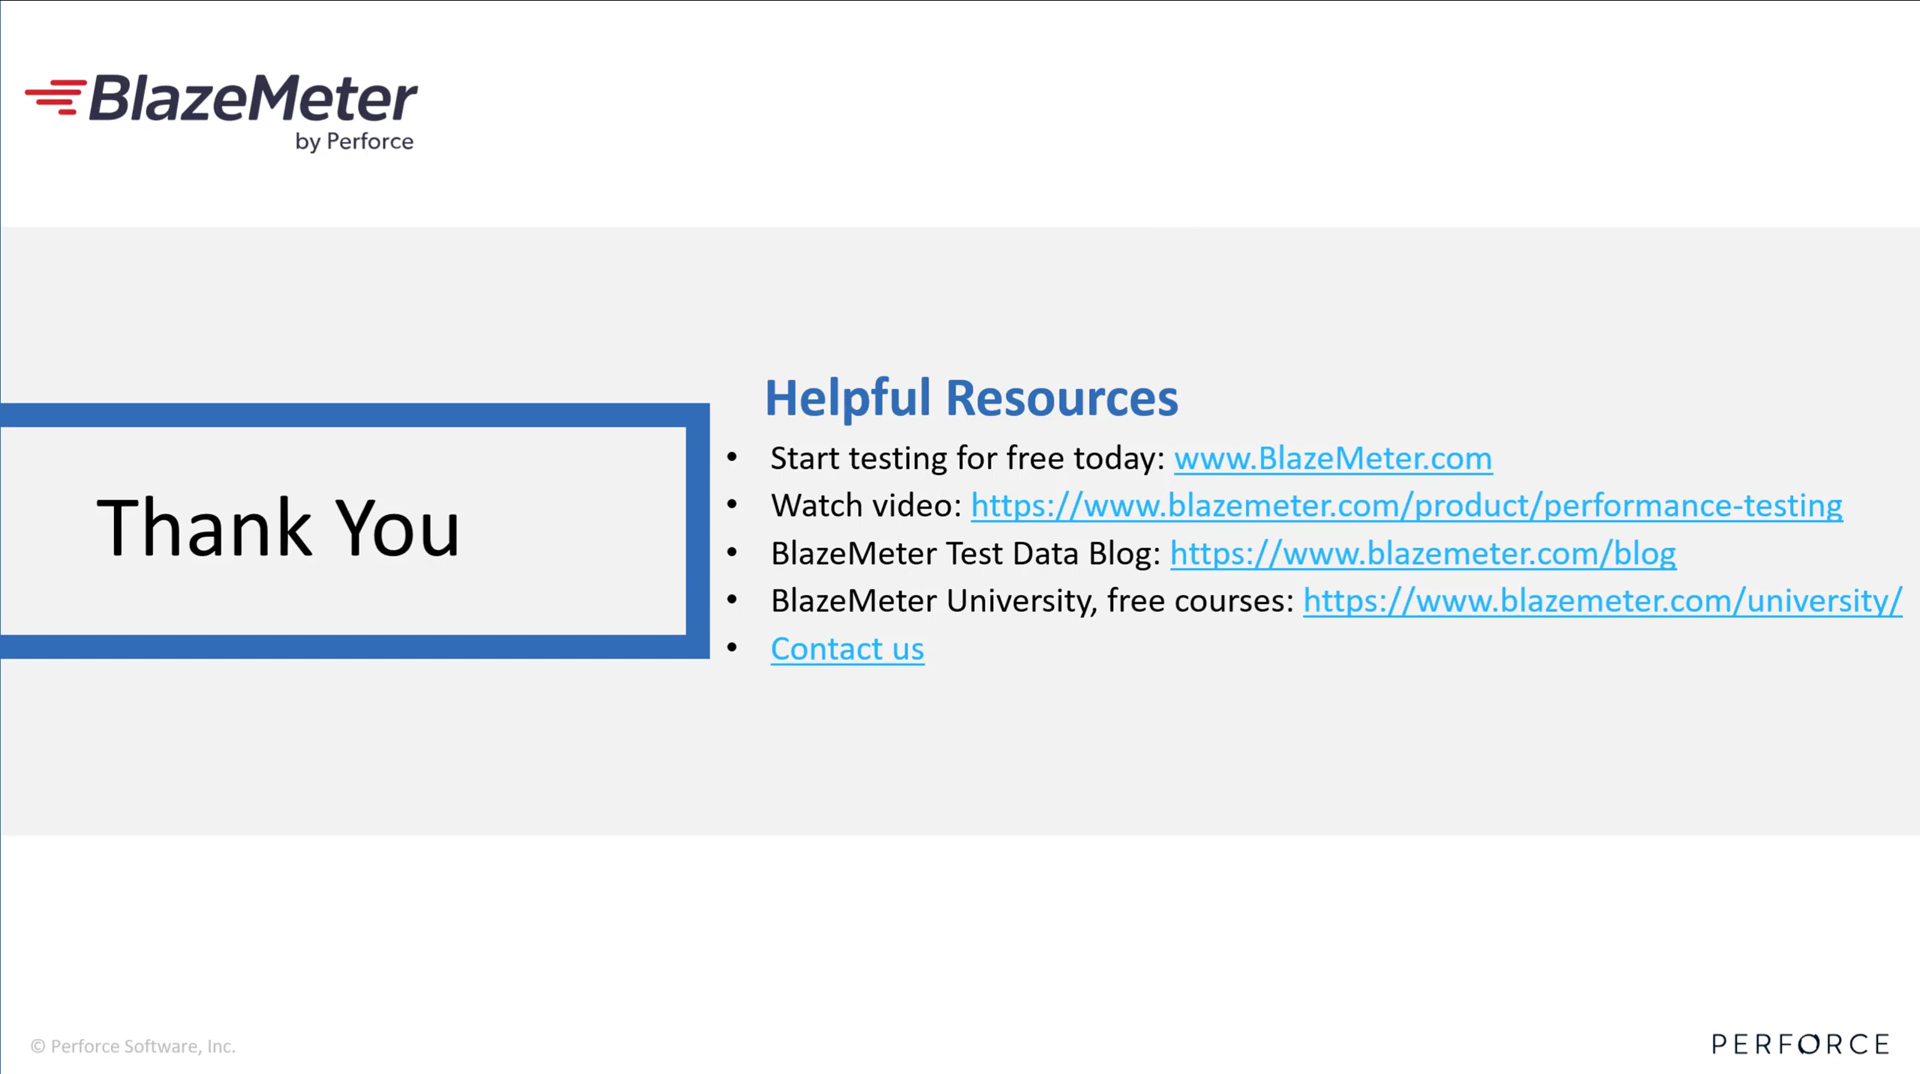 BlazeMeter
by Perforce
Thank You
Helpful Resources
• Start testing for free today: www.BlazeMeter.com
• Watch video: https://www.blazemeter.com/product/performance-testing
• BlazeMeter Test Data Blog: https://www.blazemeter.com/blog
• BlazeMeter University, free courses: https://www.blazemeter.com/university/
• Contact us
© Perforce Software, Inc.
PERFORCE